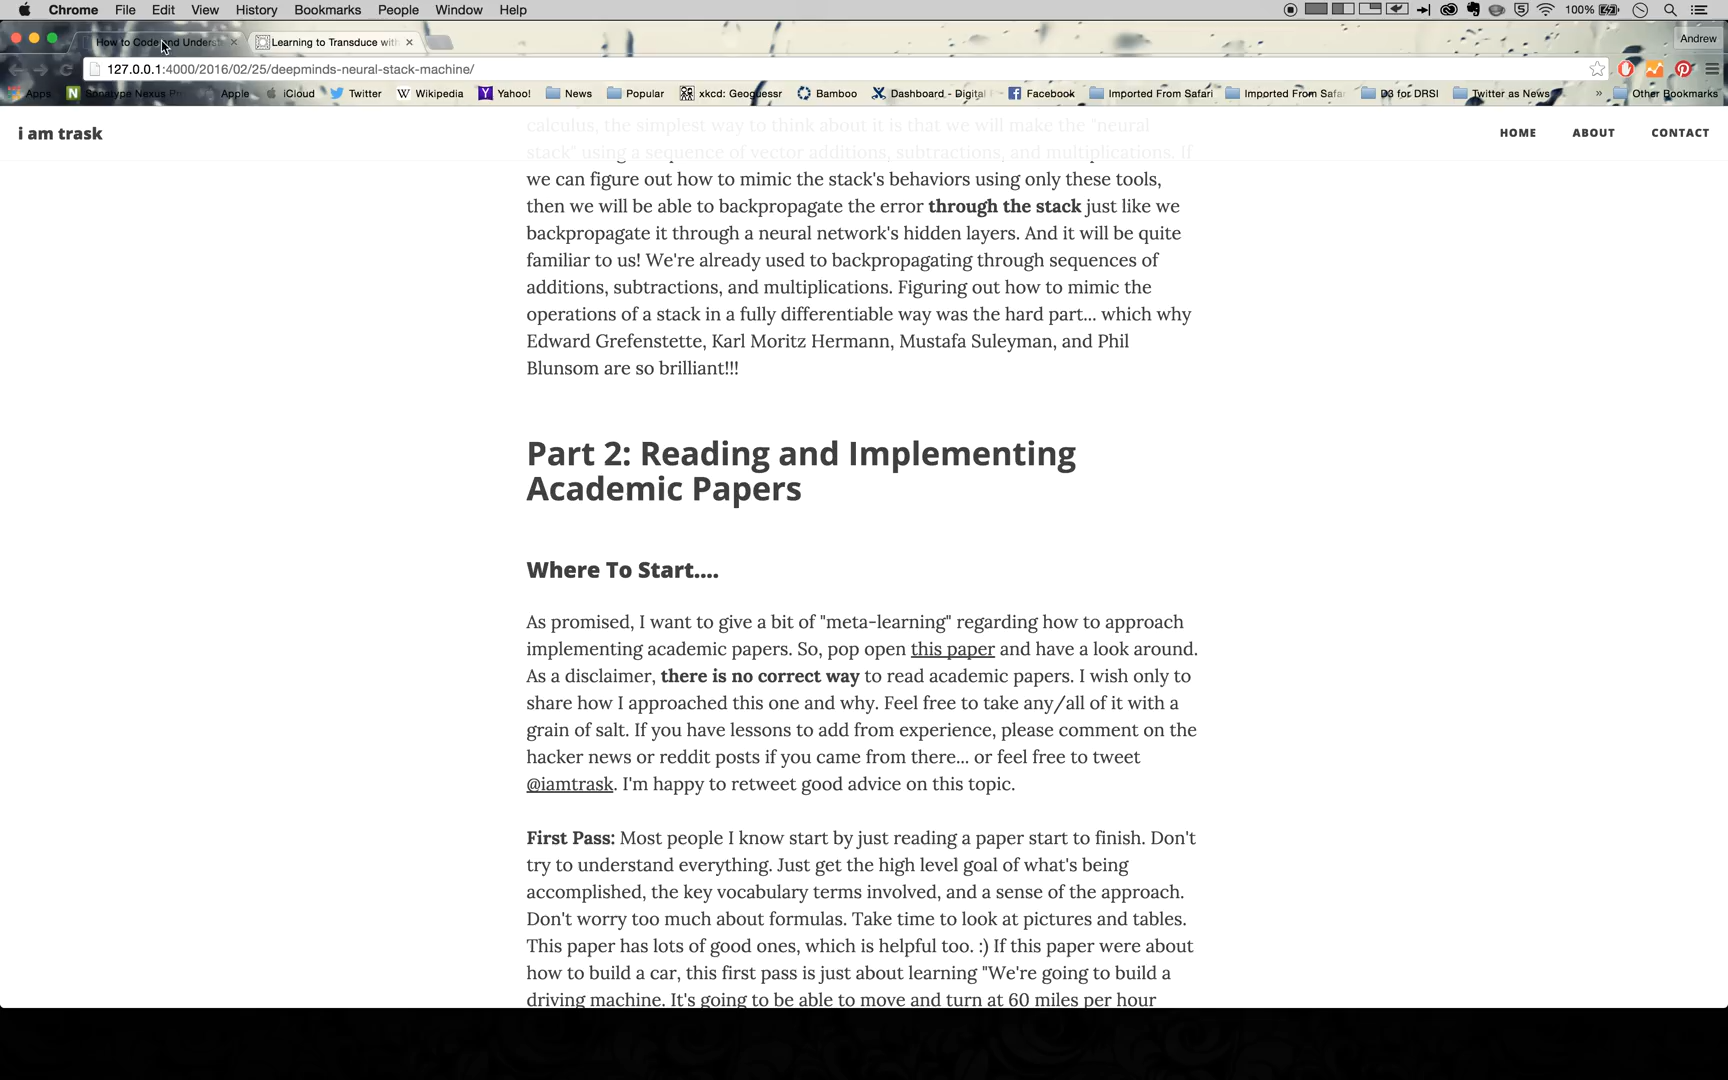 Chrome File Edit View History Bookmarks People Window Help 100%
How to Code and Underst Learning to Transduce with Andrew
127.0.0.1:4000/2016/02/25/deepminds-neural-stack-machine/
Apps Sonatype Nexus Pr Apple iCloud Twitter Wikipedia Yahoo! News Popular xkcd: Geoguessr Bamboo Dashboard - Digital Facebook Imported From Safari Imported From Safa D3 for DRSI Twitter as News » Other Bookmarks
i am trask HOME ABOUT CONTACT
calculus, the simplest way to think about it is that we will make the "neural
stack" using a sequence of vector additions, subtractions, and multiplications. If
we can figure out how to mimic the stack's behaviors using only these tools,
then we will be able to backpropagate the error through the stack just like we
backpropagate it through a neural network's hidden layers. And it will be quite
familiar to us! We're already used to backpropagating through sequences of
additions, subtractions, and multiplications. Figuring out how to mimic the
operations of a stack in a fully differentiable way was the hard part... which why
Edward Grefenstette, Karl Moritz Hermann, Mustafa Suleyman, and Phil
Blunsom are so brilliant!!!
Part 2: Reading and Implementing
Academic Papers
Where To Start....
As promised, I want to give a bit of "meta-learning" regarding how to approach
implementing academic papers. So, pop open this paper and have a look around.
As a disclaimer, there is no correct way to read academic papers. I wish only to
share how I approached this one and why. Feel free to take any/all of it with a
grain of salt. If you have lessons to add from experience, please comment on the
hacker news or reddit posts if you came from there... or feel free to tweet
@iamtrask. I'm happy to retweet good advice on this topic.
First Pass: Most people I know start by just reading a paper start to finish. Don't
try to understand everything. Just get the high level goal of what's being
accomplished, the key vocabulary terms involved, and a sense of the approach.
Don't worry too much about formulas. Take time to look at pictures and tables.
This paper has lots of good ones, which is helpful too. :) If this paper were about
how to build a car, this first pass is just about learning "We're going to build a
driving machine. It's going to be able to move and turn at 60 miles per hour